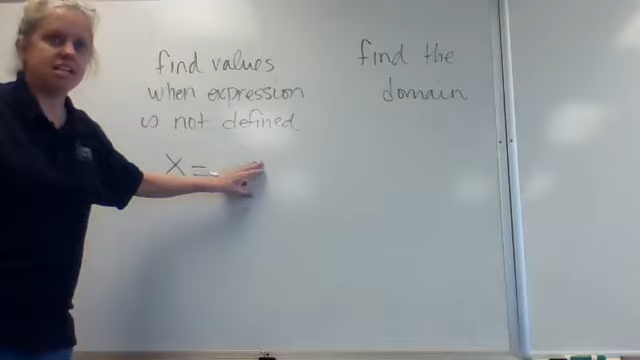 find values
when expression
is not defined
X =
find the
domain